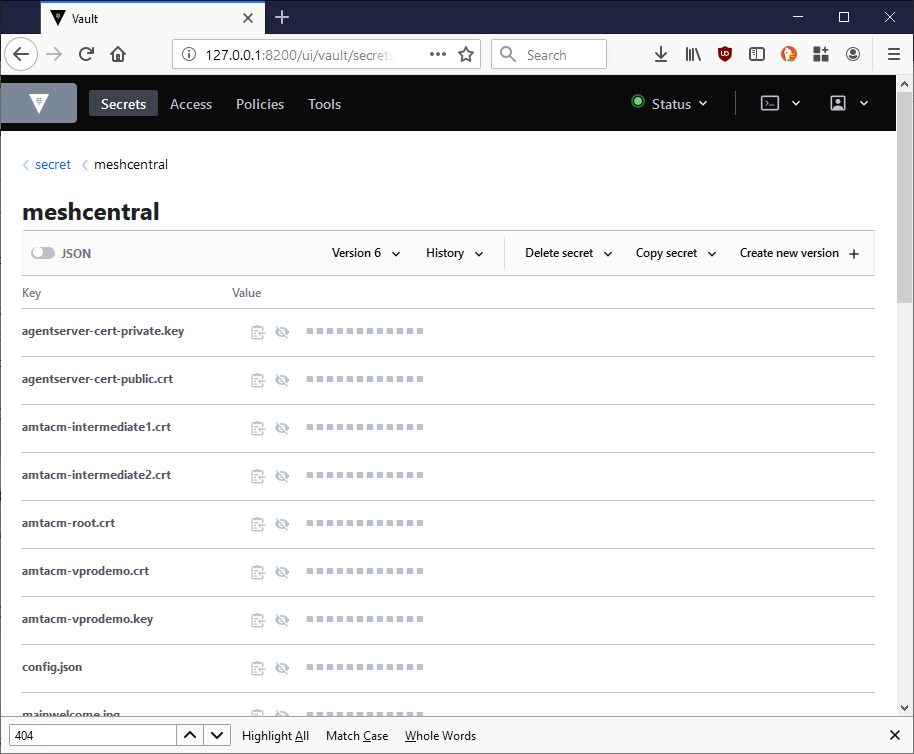 Vault
127.0.0.1:8200/ui/vault/secrets
Search
Secrets
Access
Policies
Tools
Status
secret
meshcentral
meshcentral
JSON
Version 6
History
Delete secret
Copy secret
Create new version
Key
Value
agentserver-cert-private.key
agentserver-cert-public.crt
amtacm-intermediate1.crt
amtacm-intermediate2.crt
amtacm-root.crt
amtacm-vprodemo.crt
amtacm-vprodemo.key
config.json
mainwelcome.jpg
404
Highlight All
Match Case
Whole Words